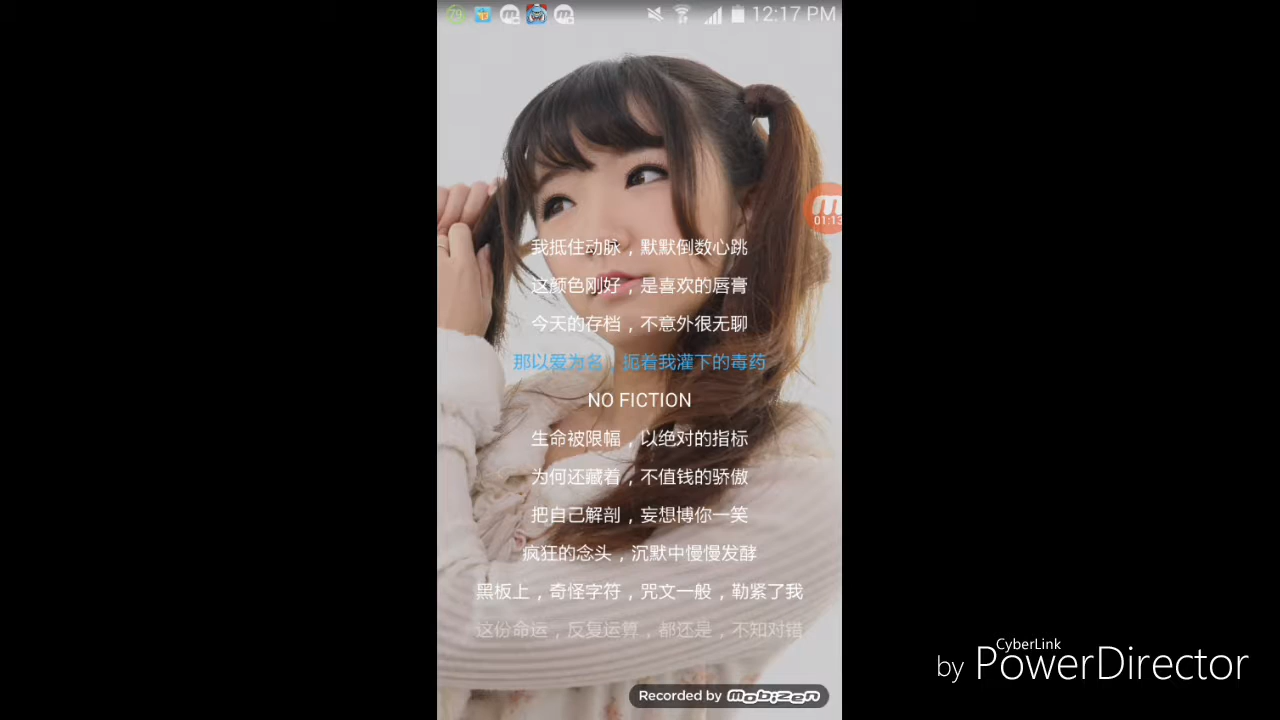 79
12:17 PM
01:13
我抵住动脉，默默倒数心跳
这颜色刚好，是喜欢的唇膏
今天的存档，不意外很无聊
那以爱为名，扼着我灌下的毒药
NO FICTION
生命被限幅，以绝对的指标
为何还藏着，不值钱的骄傲
把自己解剖，妄想博你一笑
疯狂的念头，沉默中慢慢发酵
黑板上，奇怪字符，咒文一般，勒紧了我
这份命运，反复运算，都还是，不知对错
CyberLink
by PowerDirector
Recorded by mobizen